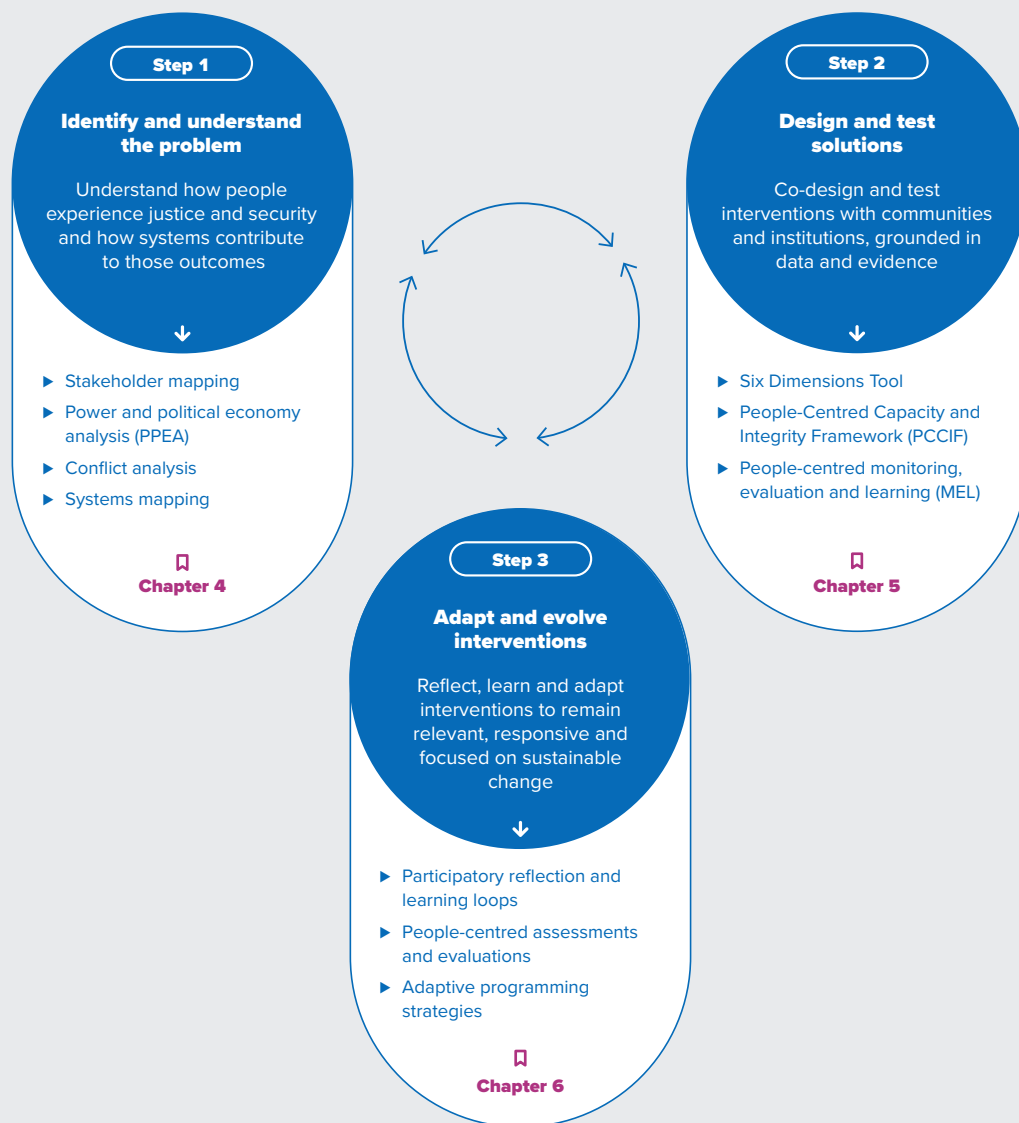 Step 1
Identify and understand
the problem
Understand how people
experience justice and security
and how systems contribute
to those outcomes
Stakeholder mapping
Power and political economy
analysis (PPEA)
Conflict analysis
Systems mapping
Chapter 4
Step 2
Design and test
solutions
Co-design and test
interventions with communities
and institutions, grounded in
data and evidence
Six Dimensions Tool
People-Centred Capacity and
Integrity Framework (PCCIF)
People-centred monitoring,
evaluation and learning (MEL)
Chapter 5
Step 3
Adapt and evolve
interventions
Reflect, learn and adapt
interventions to remain
relevant, responsive and
focused on sustainable
change
Participatory reflection and
learning loops
People-centred assessments
and evaluations
Adaptive programming
strategies
Chapter 6